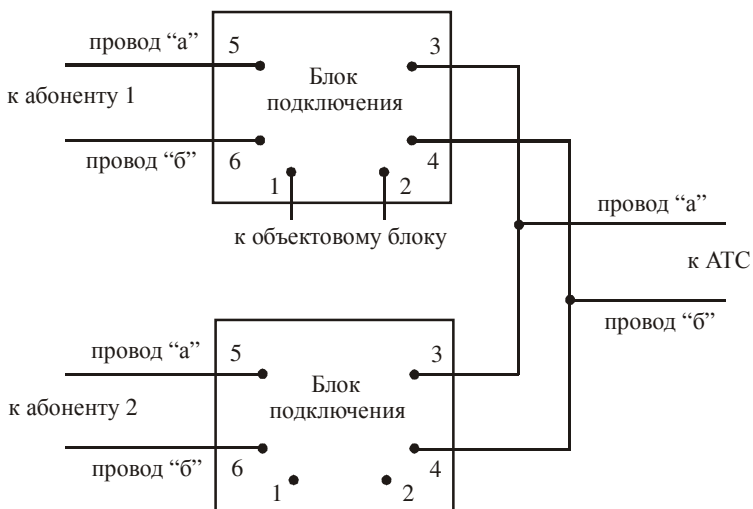 провод “а”
5
3
Блок
подключения
к абоненту 1
провод “б”
6
4
1
2
к объектовому блоку
провод “а”
к АТС
провод “б”
провод “а”
5
3
Блок
подключения
к абоненту 2
провод “б”
6
4
1
2